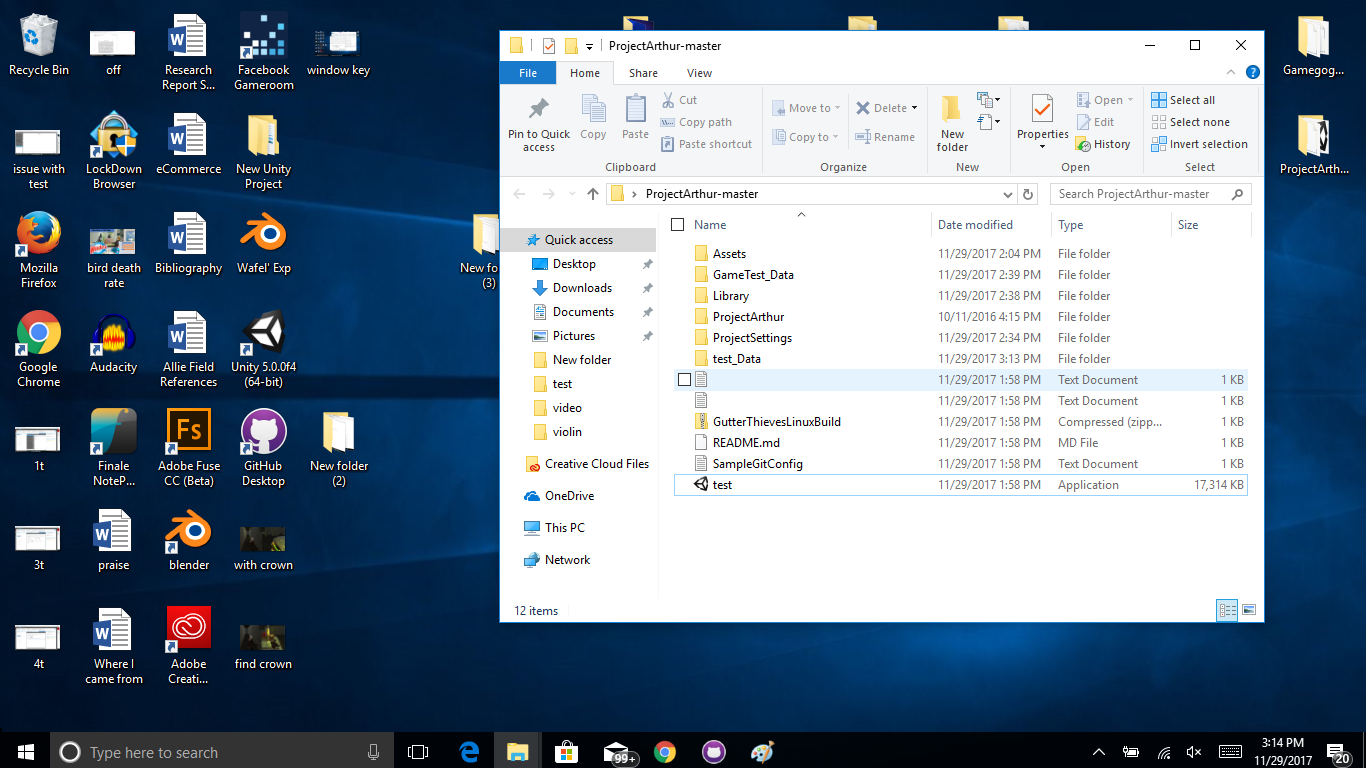 Recycle Bin
off
Research
Report S...
Facebook
Gameroom
window key
issue with
test
LockDown
Browser
eCommerce
New Unity
Project
Mozilla
Firefox
bird death
rate
Bibliography
Wafel' Exp
New fo
(3)
Google
Chrome
Audacity
Allie Field
References
Unity 5.0.0f4
(64-bit)
1t
Finale
NoteP...
Adobe Fuse
CC (Beta)
GitHub
Desktop
New folder
(2)
3t
praise
blender
with crown
4t
Where I
came from
Adobe
Creati...
find crown
Gamegog...
ProjectArth...
ProjectArthur-master
File
Home
Share
View
Pin to Quick
access
Copy
Paste
Cut
Copy path
Paste shortcut
Clipboard
Move to
Copy to
Delete
Rename
Organize
New
folder
New
Properties
Open
Edit
History
Open
Select all
Select none
Invert selection
Select
ProjectArthur-master
Search ProjectArthur-master
Quick access
Desktop
Downloads
Documents
Pictures
New folder
test
video
violin
Creative Cloud Files
OneDrive
This PC
Network
Name Date modified Type Size
Assets 11/29/2017 2:04 PM File folder
GameTest_Data 11/29/2017 2:39 PM File folder
Library 11/29/2017 2:38 PM File folder
ProjectArthur 10/11/2016 4:15 PM File folder
ProjectSettings 11/29/2017 2:34 PM File folder
test_Data 11/29/2017 3:13 PM File folder
11/29/2017 1:58 PM Text Document 1 KB
11/29/2017 1:58 PM Text Document 1 KB
GutterThievesLinuxBuild 11/29/2017 1:58 PM Compressed (zipp... 1 KB
README.md 11/29/2017 1:58 PM MD File 1 KB
SampleGitConfig 11/29/2017 1:58 PM Text Document 1 KB
test 11/29/2017 1:58 PM Application 17,314 KB
12 items
Type here to search
99+
3:14 PM
11/29/2017
20
Fs